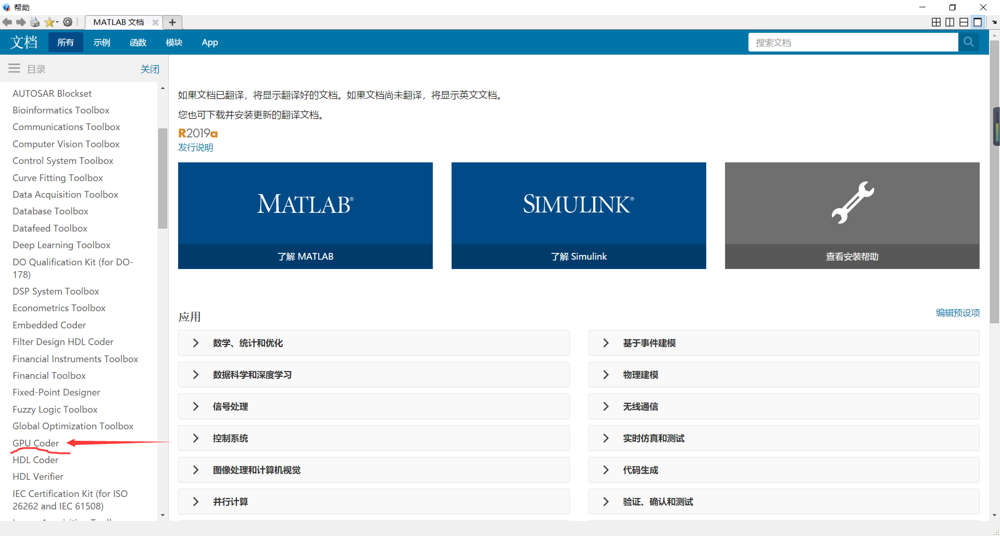 帮助
MATLAB 文档
文档
所有
示例
函数
模块
App
搜索文档
目录
关闭
AUTOSAR Blockset
Bioinformatics Toolbox
Communications Toolbox
Computer Vision Toolbox
Control System Toolbox
Curve Fitting Toolbox
Data Acquisition Toolbox
Database Toolbox
Datafeed Toolbox
Deep Learning Toolbox
DO Qualification Kit (for DO-
178)
DSP System Toolbox
Econometrics Toolbox
Embedded Coder
Filter Design HDL Coder
Financial Instruments Toolbox
Financial Toolbox
Fixed-Point Designer
Fuzzy Logic Toolbox
Global Optimization Toolbox
GPU Coder
HDL Coder
HDL Verifier
IEC Certification Kit (for ISO
26262 and IEC 61508)
如果文档已翻译，将显示翻译好的文档。如果文档尚未翻译，将显示英文文档。
您也可下载并安装更新的翻译文档。
R2019a
发行说明
MATLAB®
了解 MATLAB
SIMULINK®
了解 Simulink
查看安装帮助
应用
编辑预设项
数学、统计和优化
基于事件建模
数据科学和深度学习
物理建模
信号处理
无线通信
控制系统
实时仿真和测试
图像处理和计算机视觉
代码生成
并行计算
验证、确认和测试